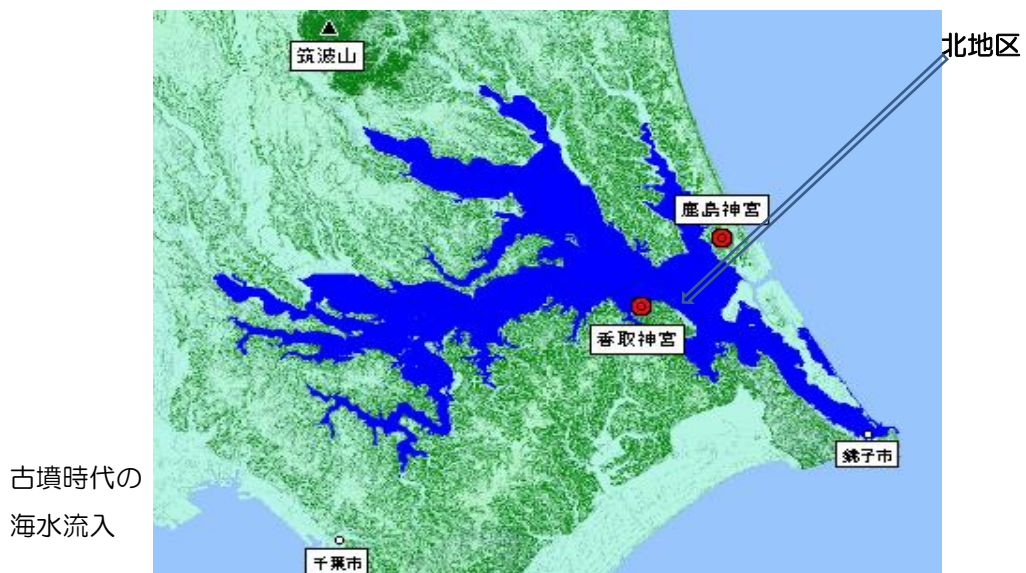 筑波山
北地区
鹿島神宮
香取神宮
銚子市
古墳時代の
海水流入
千葉市